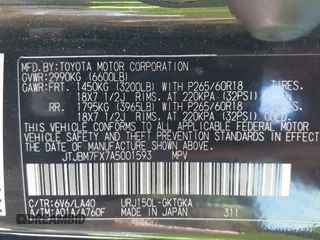 MFD.BY:TOYOTA MOTOR CORPORATION
GVWR:2990KG (6600LB)
GAWR:FRT. 1450KG (3200LB) WITH P265/60R18 TIRES,
18X7 1/2J RIMS, AT 220KPA (32PSI) COLD
RR. 1795KG (3965LB) WITH P265/60R18 TIRES,
18X7 1/2J RIMS, AT 220KPA (32PSI) COLD
THIS VEHICLE CONFORMS TO ALL APPLICABLE
FEDERAL MOTOR VEHICLE SAFETY
STANDARDS IN EFFECT ON THE DATE OF
MANUFACTURE SHOWN ABOVE.
JTJBM7FX7A5001593 MPV
C/TR:6V6/LA40 URJ150L-GKTGKA
A/TM:A01A/A760F MADE IN JAPAN 311